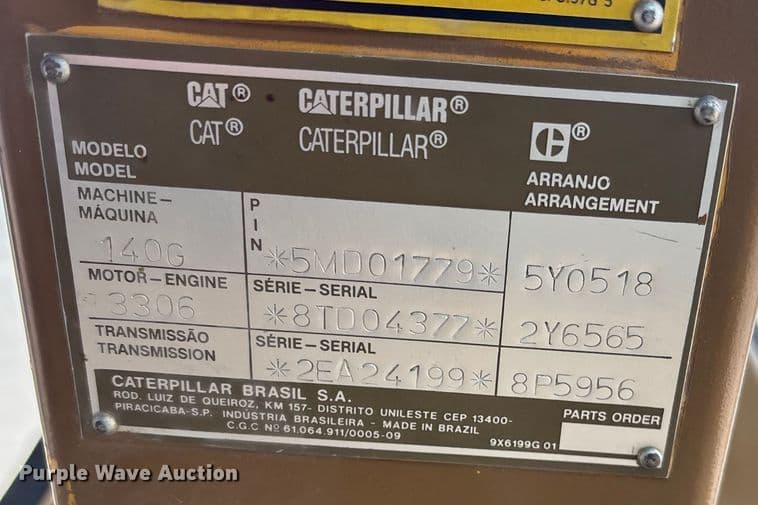 CAT® CATERPILLAR®
CAT® CATERPILLAR®
MODELO
MODEL
ARRANJO
ARRANGEMENT
MACHINE-
MÁQUINA
140G
PIN
*5MD01779*
5Y0518
MOTOR-ENGINE
3306
SÉRIE-SERIAL
*8TD04377*
2Y6565
TRANSMISSÃO
TRANSMISSION
SÉRIE-SERIAL
*2EA24199*
8P5956
CATERPILLAR BRASIL S.A.
ROD. LUIZ DE QUEIROZ, KM 157- DISTRITO UNILESTE CEP 13400-
PIRACICABA-S.P. INDÚSTRIA BRASILEIRA - MADE IN BRAZIL
C.G.C Nº 61.064.911/0005-09
9X6199G 01
PARTS ORDER
Purple Wave Auction